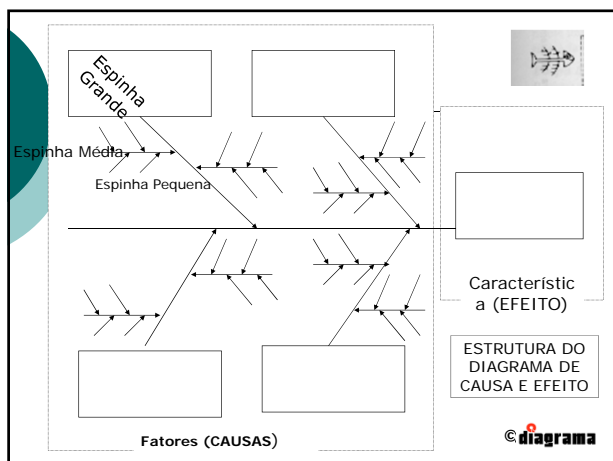 Espinha
Grande
Espinha Média
Espinha Pequena
Característic
a (EFEITO)
ESTRUTURA DO
DIAGRAMA DE
CAUSA E EFEITO
Fatores (CAUSAS)
© diagrama